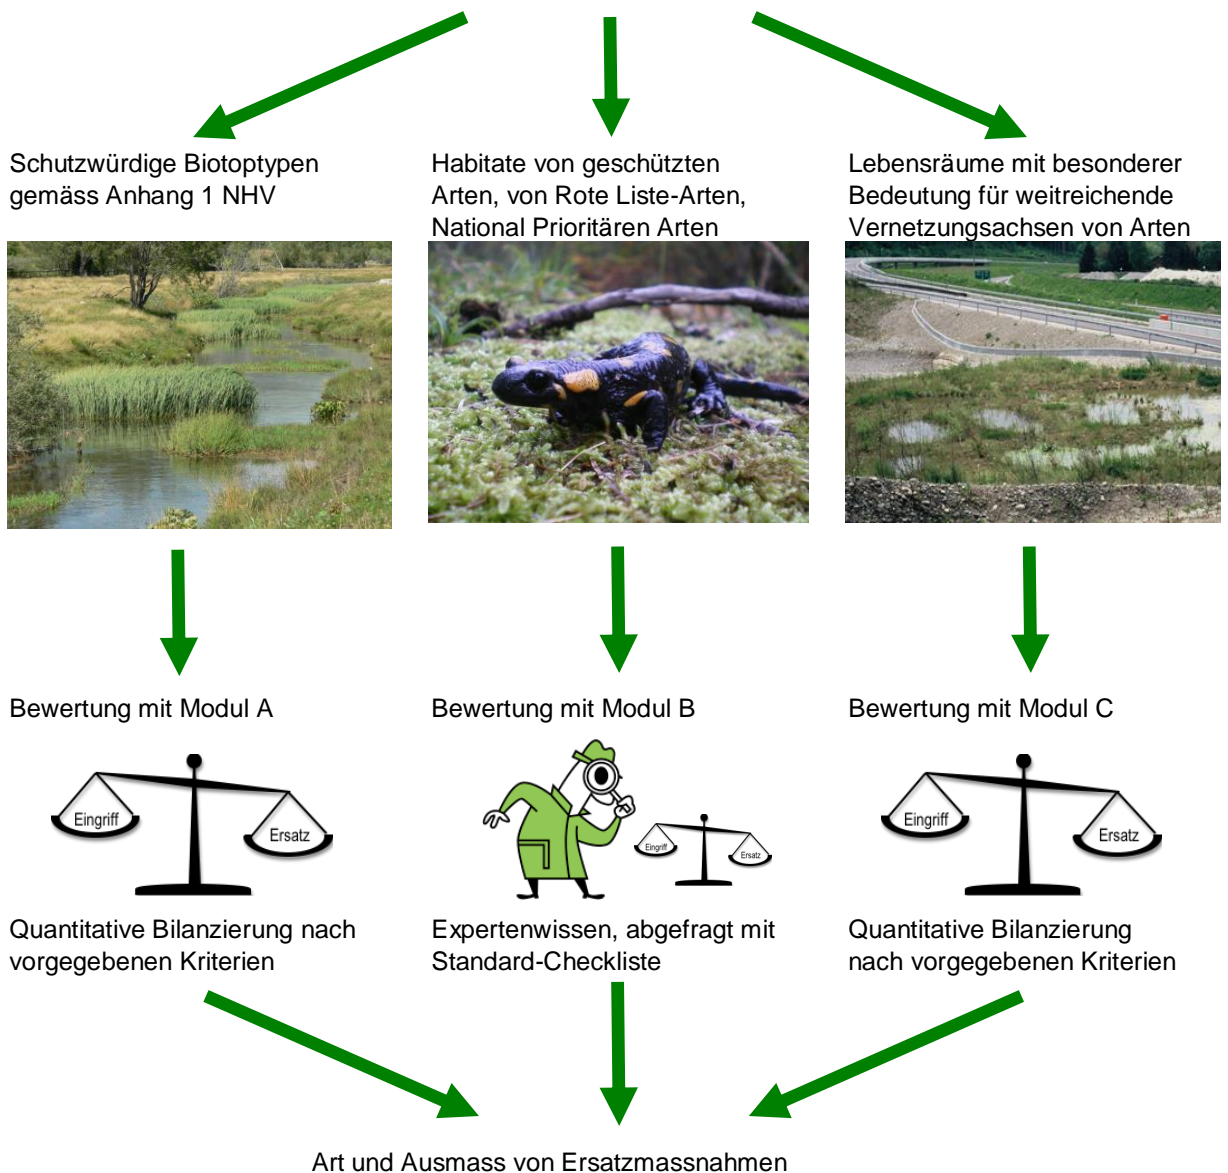 Schutzwürdige Biotoptypen
gemäss Anhang 1 NHV
Habitate von geschützten
Arten, von Rote Liste-Arten,
National Prioritären Arten
Lebensräume mit besonderer
Bedeutung für weitreichende
Vernetzungsachsen von Arten
Bewertung mit Modul A
Bewertung mit Modul B
Bewertung mit Modul C
Eingriff
Ersatz
Eingriff
Ersatz
Eingriff
Ersatz
Quantitative Bilanzierung nach
vorgegebenen Kriterien
Expertenwissen, abgefragt mit
Standard-Checkliste
Quantitative Bilanzierung
nach vorgegebenen Kriterien
Art und Ausmass von Ersatzmassnahmen